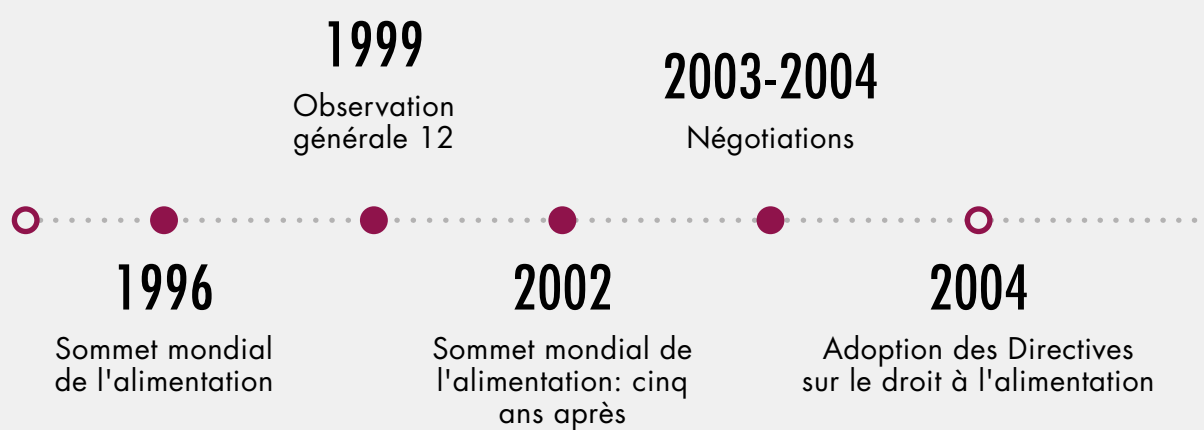 1999
Observation
générale 12
2003-2004
Négotiations
1996
Sommet mondial
de l'alimentation
2002
Sommet mondial de
l'alimentation: cinq
ans après
2004
Adoption des Directives
sur le droit à l'alimentation